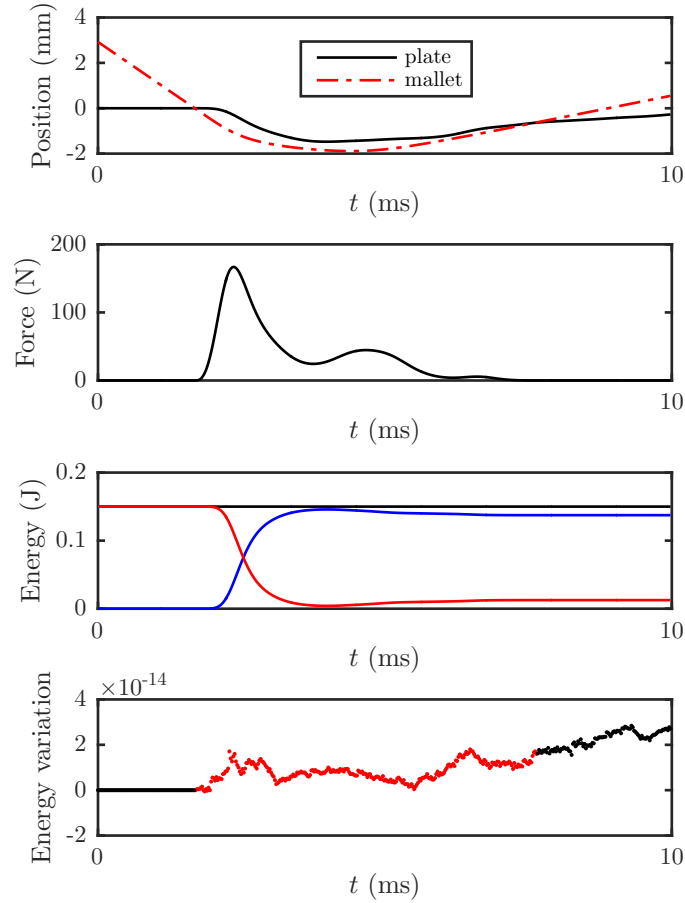 Position (mm)
4
2
0
-2
plate
mallet
0
10
t (ms)
Force (N)
200
100
0
0
10
t (ms)
Energy (J)
0.2
0.1
0
0
10
t (ms)
×10-14
Energy variation
4
2
0
-2
0
10
t (ms)